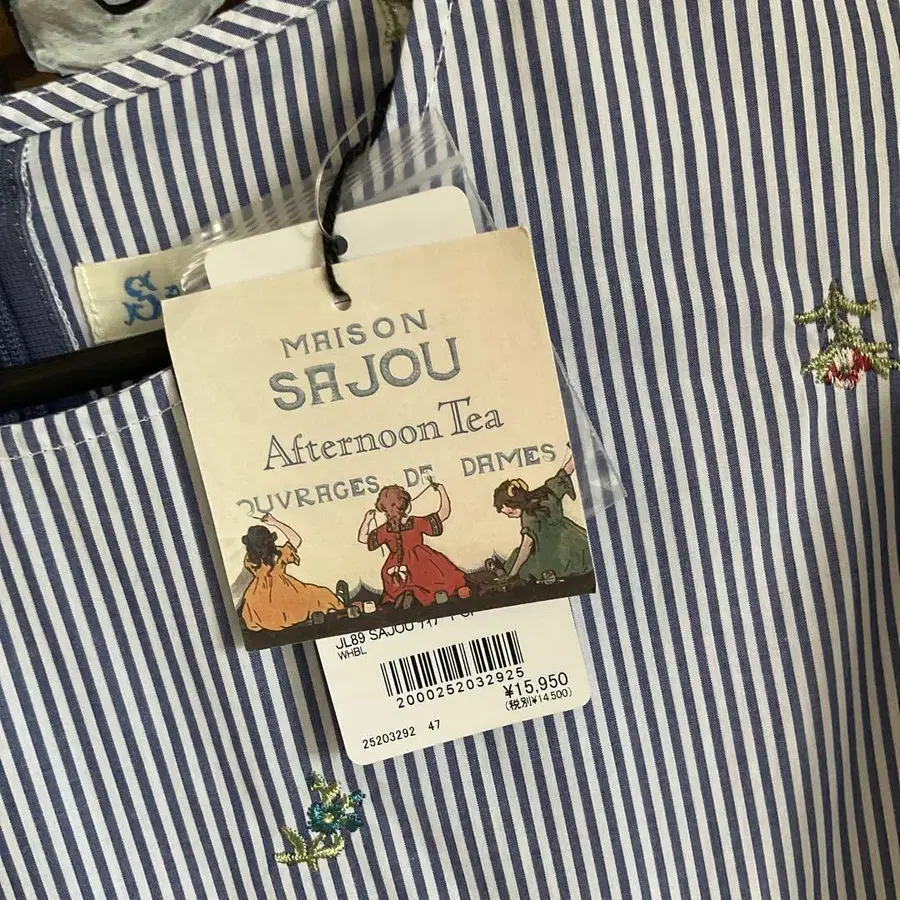 MAISON
SAJOU
Afternoon Tea
OUVRAGES DE DAMES
JL89 SAJOU
WHBL
2000252032925
¥15,950
(税別¥14,500)
25203292 47